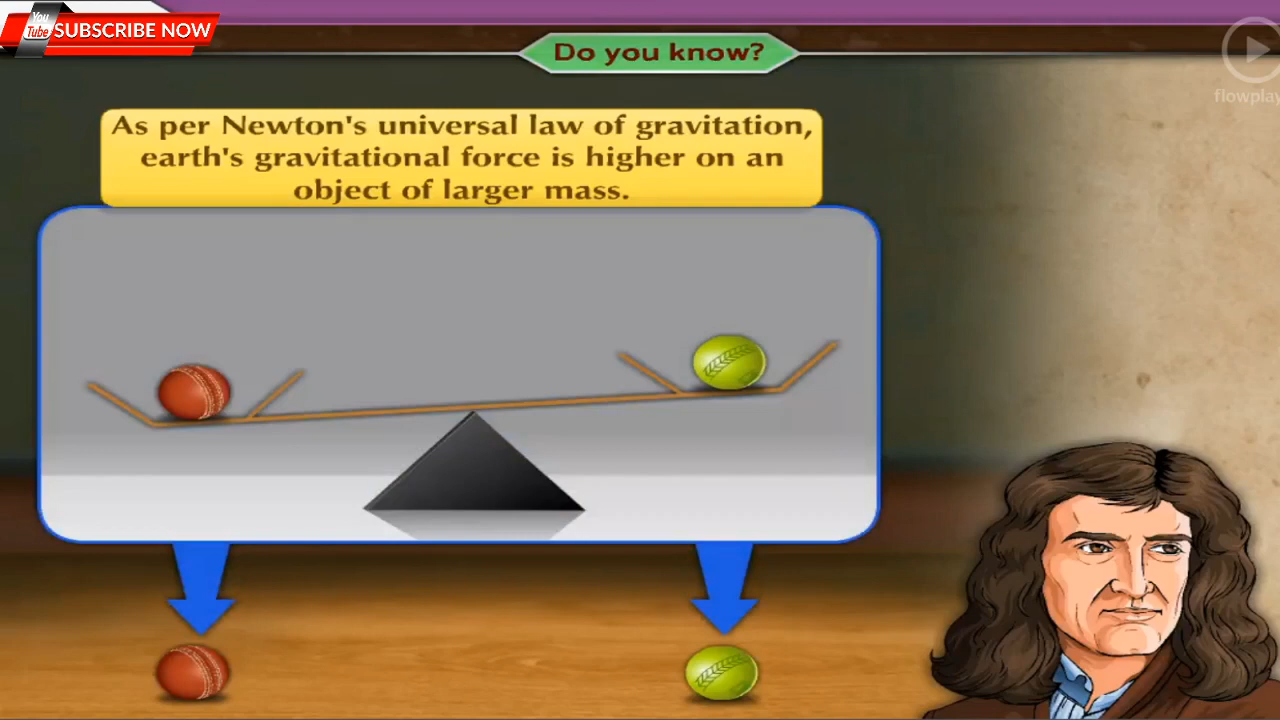 You
Tube
SUBSCRIBE NOW
Do you know?
flowplay
As per Newton's universal law of gravitation,
earth's gravitational force is higher on an
object of larger mass.